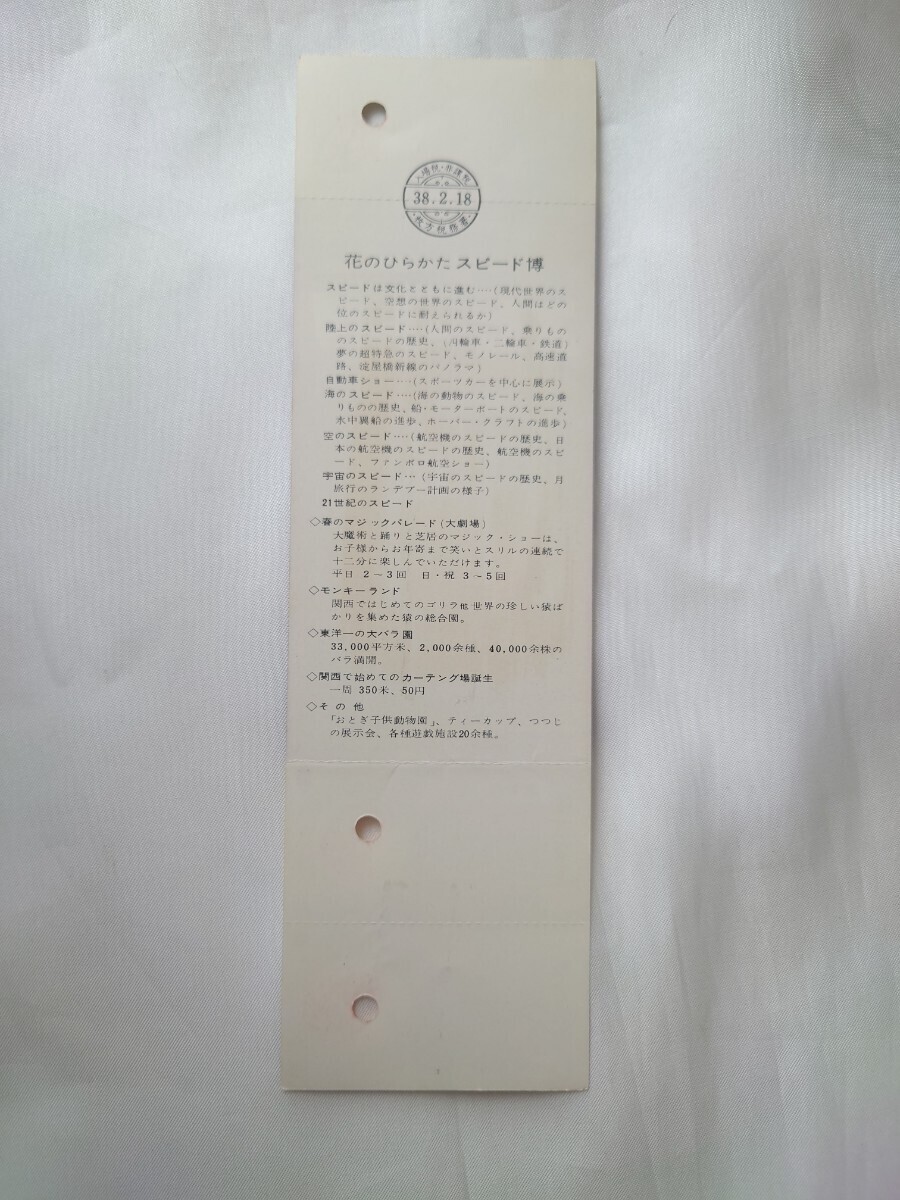 入場税・非課税
38.2.18
枚方税務署
花のひらかた スピード博
スピードは文化とともに進む‥‥(現代世界のス
ピード、空想の世界のスピード、人間はどの
位のスピードに耐えられるか)
陸上のスピード‥‥(人間のスピード、乗りもの
のスピードの歴史、(四輪車・二輪車・鉄道)
夢の超特急のスピード、モノレール、高速道
路、淀屋橋新線のパノラマ)
自動車ショー‥‥(スポーツカーを中心に展示)
海のスピード‥‥(海の動物のスピード、海の乗
りものの歴史、船・モーターボートのスピード、
水中翼船の進歩、ホーバー・クラフトの進歩)
空のスピード‥‥(航空機のスピードの歴史、日
本の航空機のスピードの歴史、航空機のスピ
ード、ファンボロ航空ショー)
宇宙のスピード‥‥(宇宙のスピードの歴史、月
旅行のランデブー計画の様子)
21世紀のスピード
◇春のマジックパレード(大劇場)
大魔術と踊りと芝居のマジック・ショーは、
お子様からお年寄まで笑いとスリルの連続で
十二分に楽しんでいただけます。
平日 2〜3回 日・祝 3〜5回
◇モンキーランド
関西ではじめてのゴリラ他世界の珍しい猿ば
かりを集めた猿の総合園。
◇東洋一の大バラ園
33,000平方米、2,000余種、40,000余株の
バラ満開。
◇関西で始めてのカーテング場誕生
一周 350米、50円
◇その他
「おとぎ子供動物園」、ティーカップ、つつじ
の展示会、各種遊戯施設20余種。